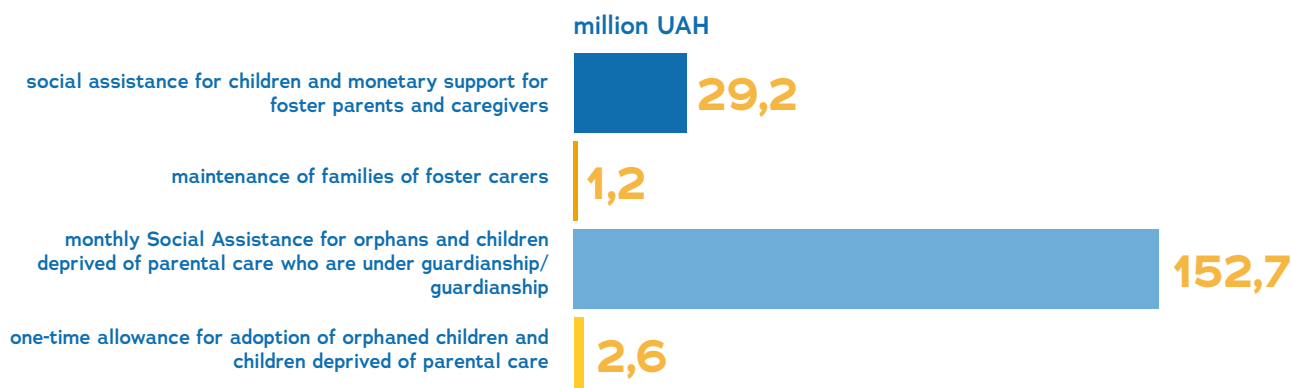 million UAH
social assistance for children and monetary support for
foster parents and caregivers
29,2
maintenance of families of foster carers
1,2
monthly Social Assistance for orphans and children
deprived of parental care who are under guardianship/
guardianship
152,7
one-time allowance for adoption of orphaned children and
children deprived of parental care
2,6